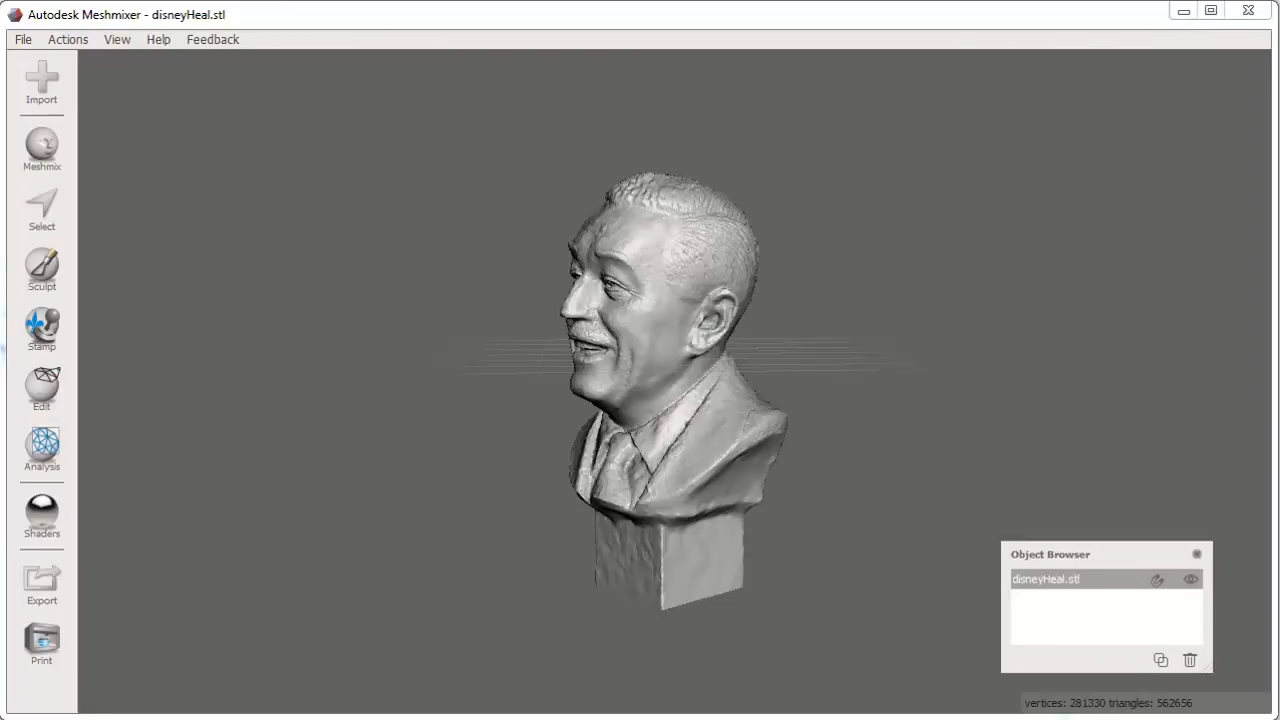 Autodesk Meshmixer - disneyHeal.stl
File Actions View Help Feedback
Import
Meshmix
Select
Sculpt
Stamp
Edit
Analysis
Shaders
Export
Print
Object Browser
disneyHeal.stl
vertices: 281330 triangles: 562656